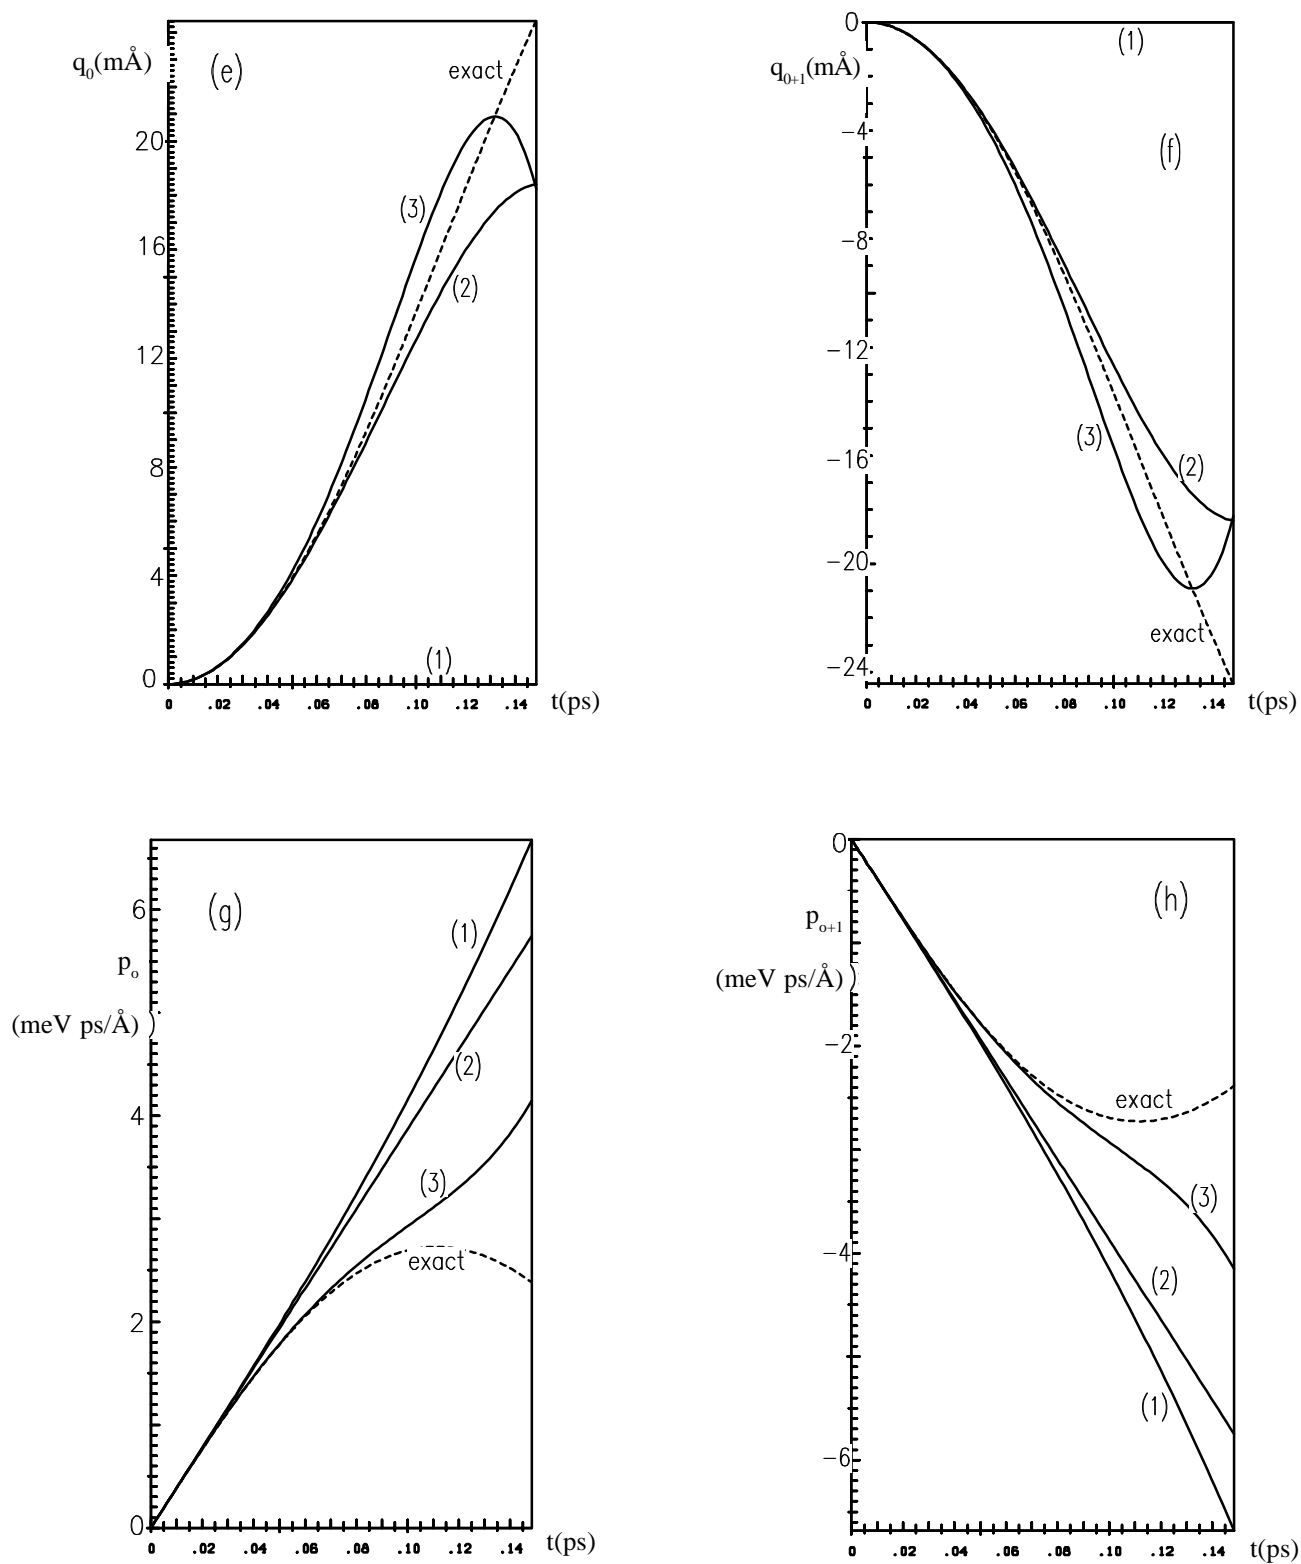 q0(mÅ)
(e)
exact
20
(3)
16
(2)
12
8
4
(1)
0
0 .02 .04 .06 .08 .10 .12 .14 t(ps)
0
(1)
q0+1(mÅ)
-4
(f)
-8
-12
(3)
-16
(2)
-20
exact
-24
0 .02 .04 .06 .08 .10 .12 .14 t(ps)
6
(g)
(1)
po
(meV ps/Å)
(2)
4
(3)
exact
2
0
0 .02 .04 .06 .08 .10 .12 .14 t(ps)
0
(h)
po+1
(meV ps/Å)
-2
exact
(3)
-4
(2)
(1)
-6
0 .02 .04 .06 .08 .10 .12 .14 t(ps)